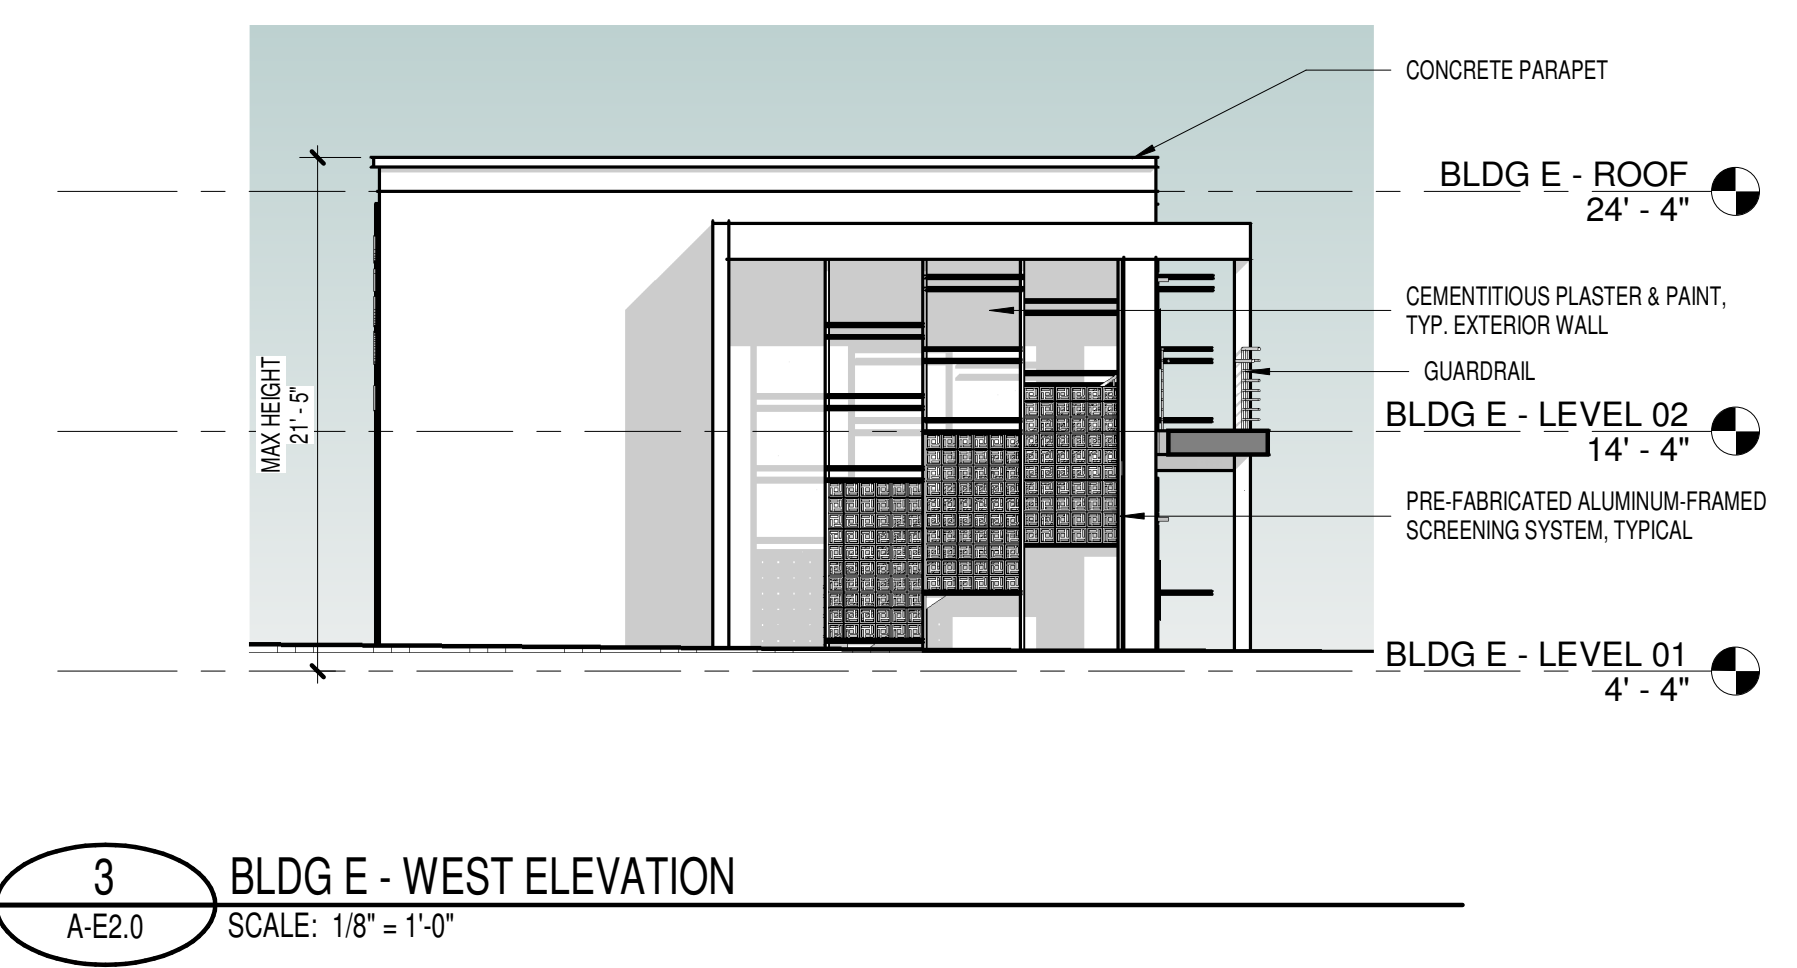 CONCRETE PARAPET
BLDG E - ROOF
24' - 4"
CEMENTITIOUS PLASTER & PAINT,
TYP. EXTERIOR WALL
GUARDRAIL
MAX HEIGHT
21' - 5"
BLDG E - LEVEL 02
14' - 4"
PRE-FABRICATED ALUMINUM-FRAMED
SCREENING SYSTEM, TYPICAL
BLDG E - LEVEL 01
4' - 4"
3
BLDG E - WEST ELEVATION
A-E2.0
SCALE: 1/8" = 1'-0"